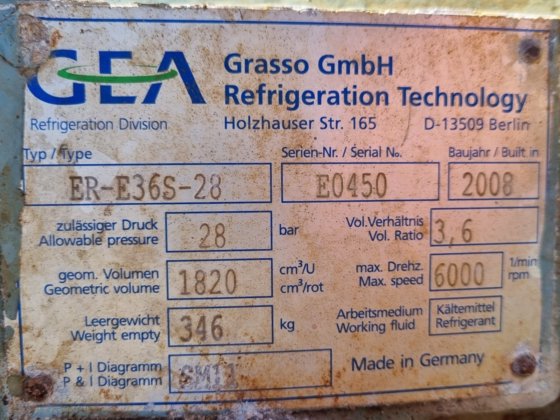 GEA
Grasso GmbH
Refrigeration Technology
Refrigeration Division
Holzhauser Str. 165 D-13509 Berlin
Typ / Type Serien-Nr. / Serial No. Baujahr / Built in
ER-E36S-28 E0450 2008
zulässiger Druck
Allowable pressure
28 bar
Vol.Verhältnis
Vol. Ratio
3,6
geom. Volumen
Geometric volume
1820
cm³/U
cm³/rot
max. Drehz.
Max. speed
6000
1/min
rpm
Leergewicht
Weight empty
346 kg
Arbeitsmedium
Working fluid
Kältemittel
Refrigerant
P + I Diagramm
P & I Diagramm
Made in Germany